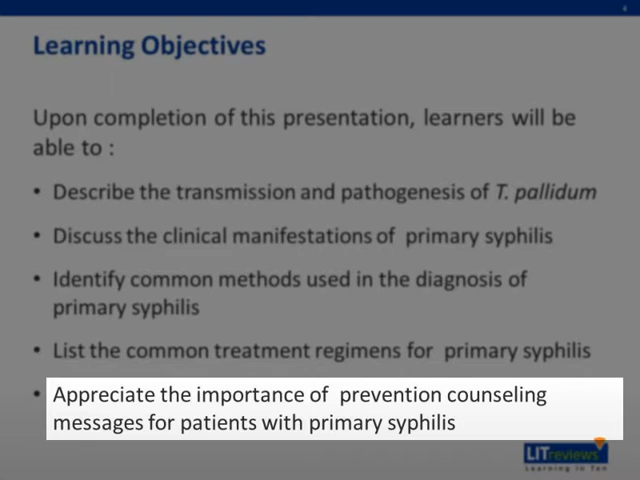 4
Learning Objectives
Upon completion of this presentation, learners will be
able to :
• Describe the transmission and pathogenesis of T. pallidum
• Discuss the clinical manifestations of primary syphilis
• Identify common methods used in the diagnosis of
primary syphilis
• List the common treatment regimens for primary syphilis
• Appreciate the importance of prevention counseling
messages for patients with primary syphilis
LITreviews
Learning in Ten